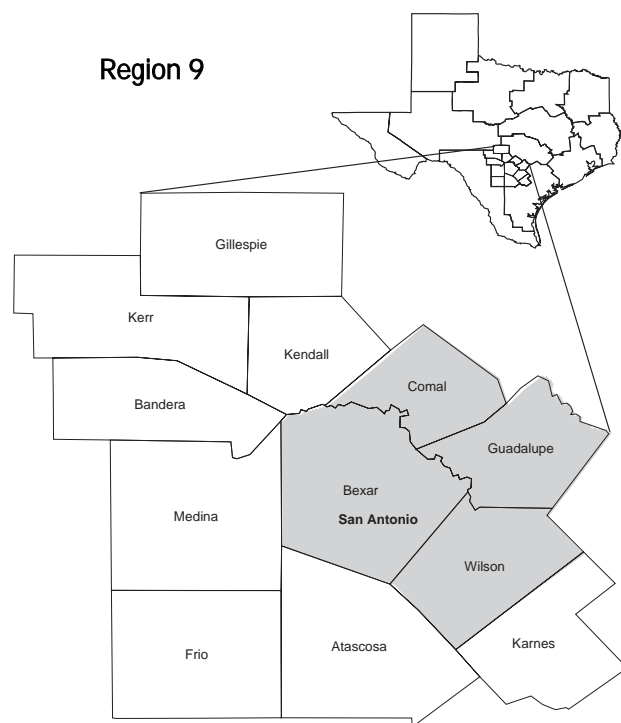 Region 9
Gillespie
Kerr
Kendall
Comal
Bandera
Guadalupe
Bexar
San Antonio
Medina
Wilson
Karnes
Atascosa
Frio